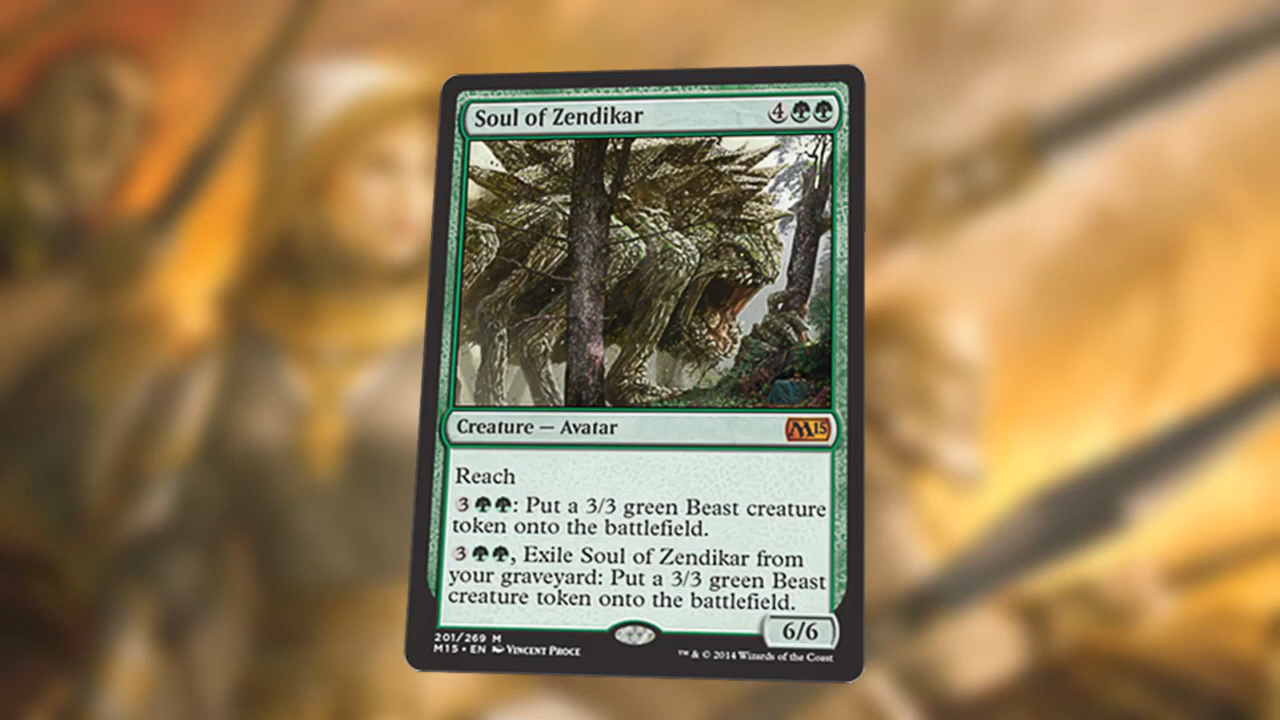 Soul of Zendikar 4
Creature — Avatar M15
Reach
3: Put a 3/3 green Beast creature
token onto the battlefield.
3, Exile Soul of Zendikar from
your graveyard: Put a 3/3 green Beast
creature token onto the battlefield.
6/6
201/269 M
M15 • EN VINCENT PROCE
™ & © 2014 Wizards of the Coast